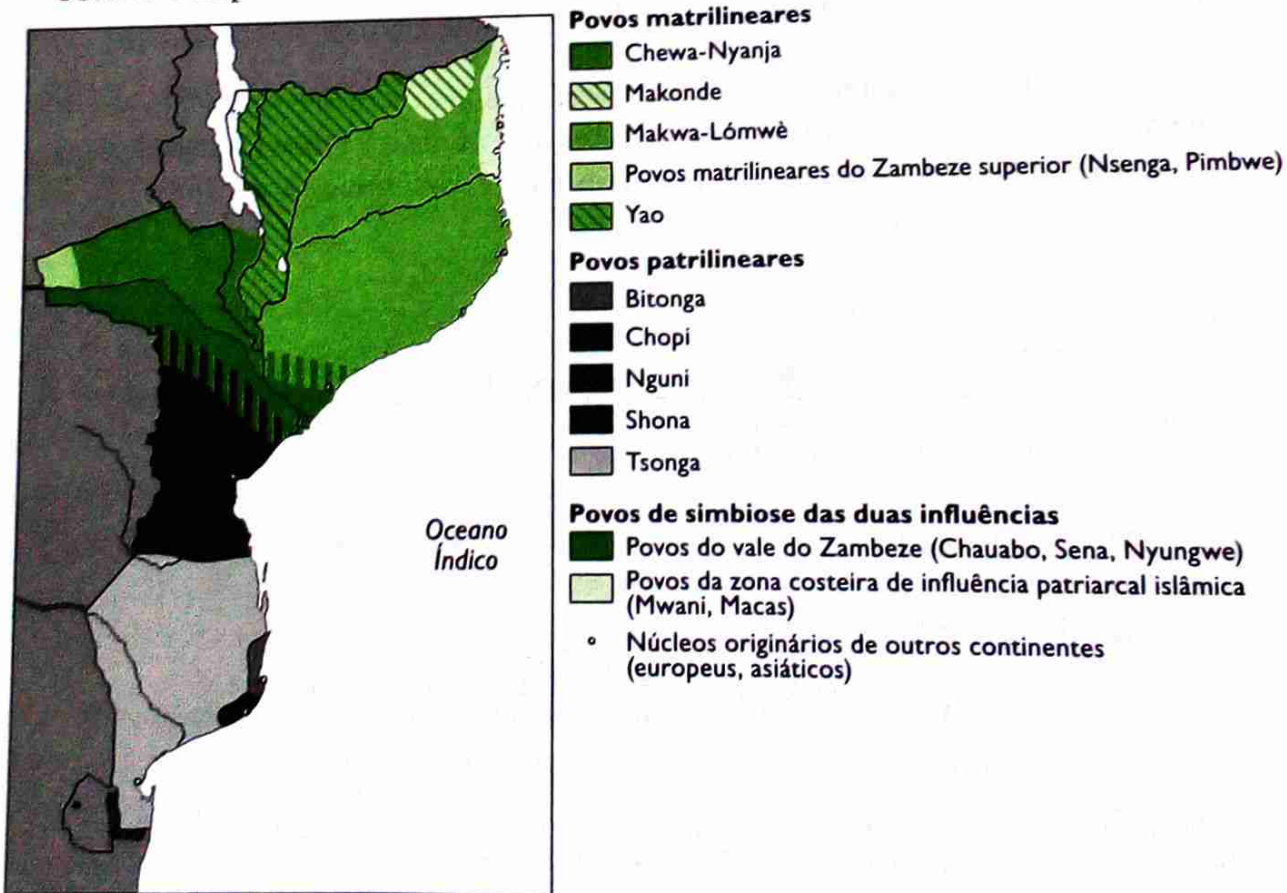 Povos matrilineares
Chewa-Nyanja
Makonde
Makwa-Lómwè
Povos matrilineares do Zambeze superior (Nsenga, Pimbwe)
Yao
Povos patrilineares
Bitonga
Chopi
Nguni
Shona
Tsonga
Oceano
Índico
Povos de simbiose das duas influências
Povos do vale do Zambeze (Chauabo, Sena, Nyungwe)
Povos da zona costeira de influência patriarcal islâmica
(Mwani, Macas)
Núcleos originários de outros continentes
(europeus, asiáticos)